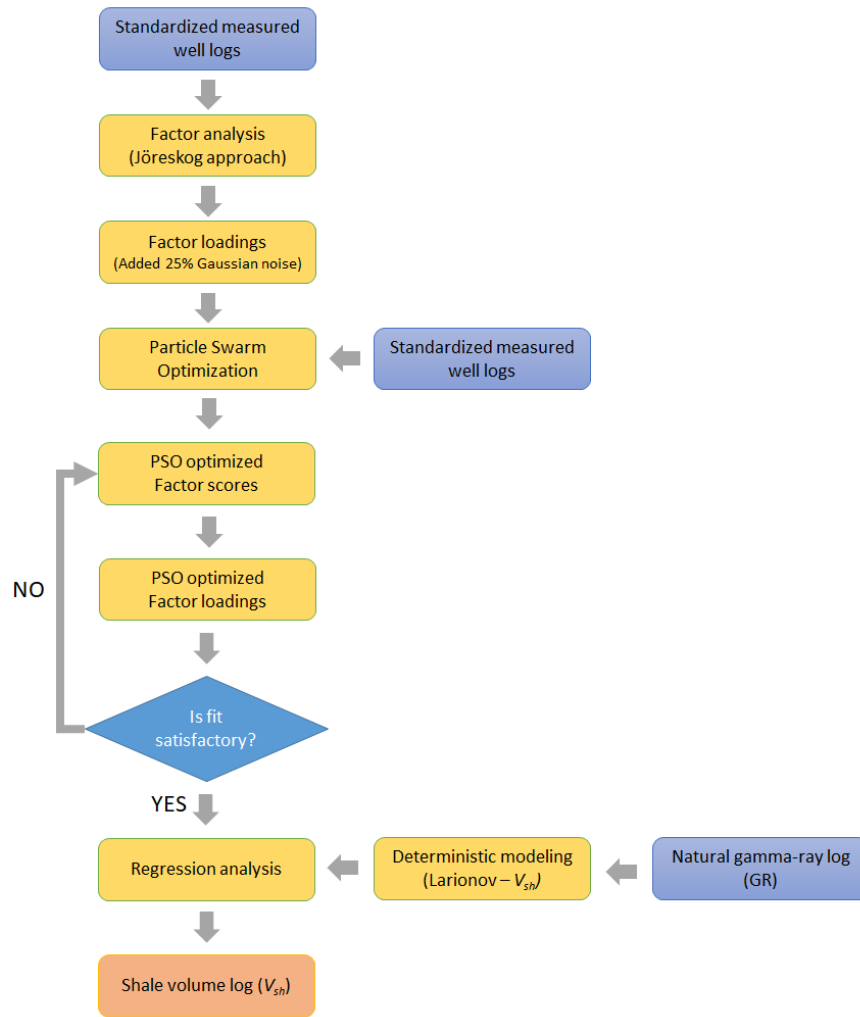 Standardized measured
well logs
Factor analysis
(Jöreskog approach)
Factor loadings
(Added 25% Gaussian noise)
Particle Swarm
Optimization
Standardized measured
well logs
PSO optimized
Factor scores
PSO optimized
Factor loadings
NO
Is fit
satisfactory?
YES
Regression analysis
Deterministic modeling
(Larionov – Vsh)
Natural gamma-ray log
(GR)
Shale volume log (Vsh)